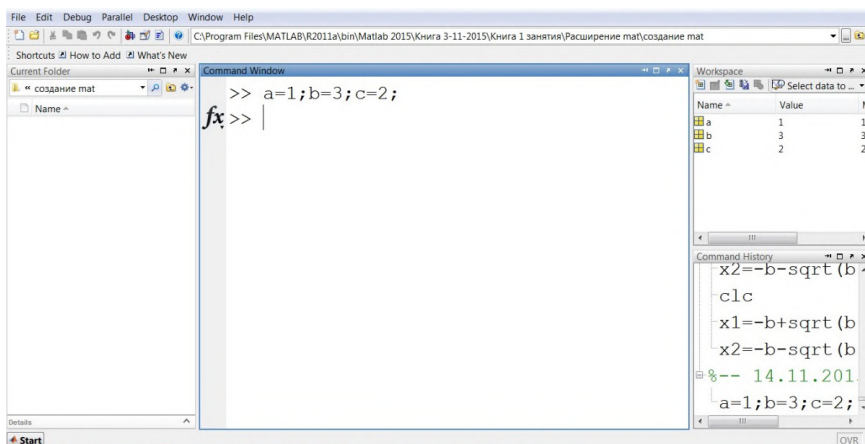 File Edit Debug Parallel Desktop Window Help
C:\Program Files\MATLAB\R2011a\bin\Matlab 2015\Книга 3-11-2015\Книга 1 занятия\Расширение mat\создание mat
Shortcuts How to Add What's New
Current Folder
« создание mat
Name
Details
Command Window
>> a=1;b=3;c=2;
fx >>
Workspace
Select data to ...
Name Value
a 1 1
b 3 3
c 2 2
Command History
x2=-b-sqrt(b
clc
x1=-b+sqrt(b
x2=-b-sqrt(b
%-- 14.11.201
a=1;b=3;c=2;
Start
OVR